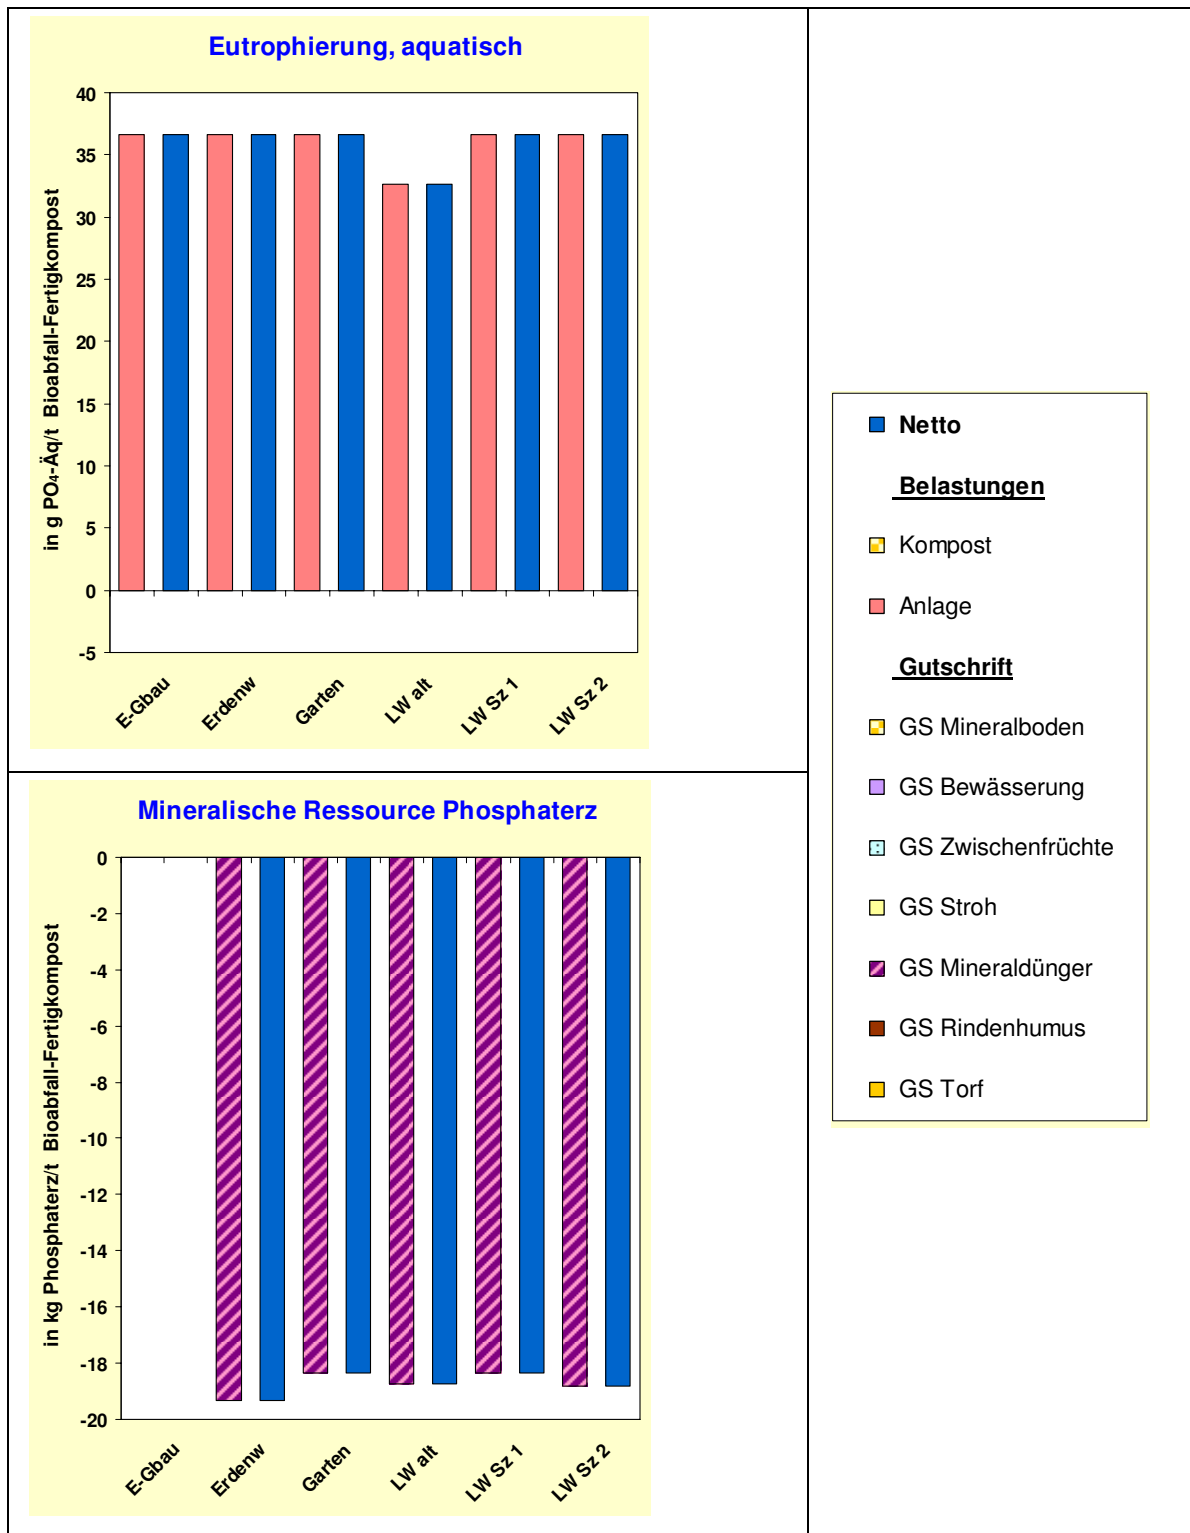 Eutrophierung, aquatisch
in g PO₄-Äq/t Bioabfall-Fertigkompost
40
35
30
25
20
15
10
5
0
-5
E-Gbau
Erdenw
Garten
LW alt
LW Sz 1
LW Sz 2
Mineralische Ressource Phosphaterz
in kg Phosphaterz/t Bioabfall-Fertigkompost
0
-2
-4
-6
-8
-10
-12
-14
-16
-18
-20
E-Gbau
Erdenw
Garten
LW alt
LW Sz 1
LW Sz 2
Netto
Belastungen
Kompost
Anlage
Gutschrift
GS Mineralboden
GS Bewässerung
GS Zwischenfrüchte
GS Stroh
GS Mineraldünger
GS Rindenhumus
GS Torf